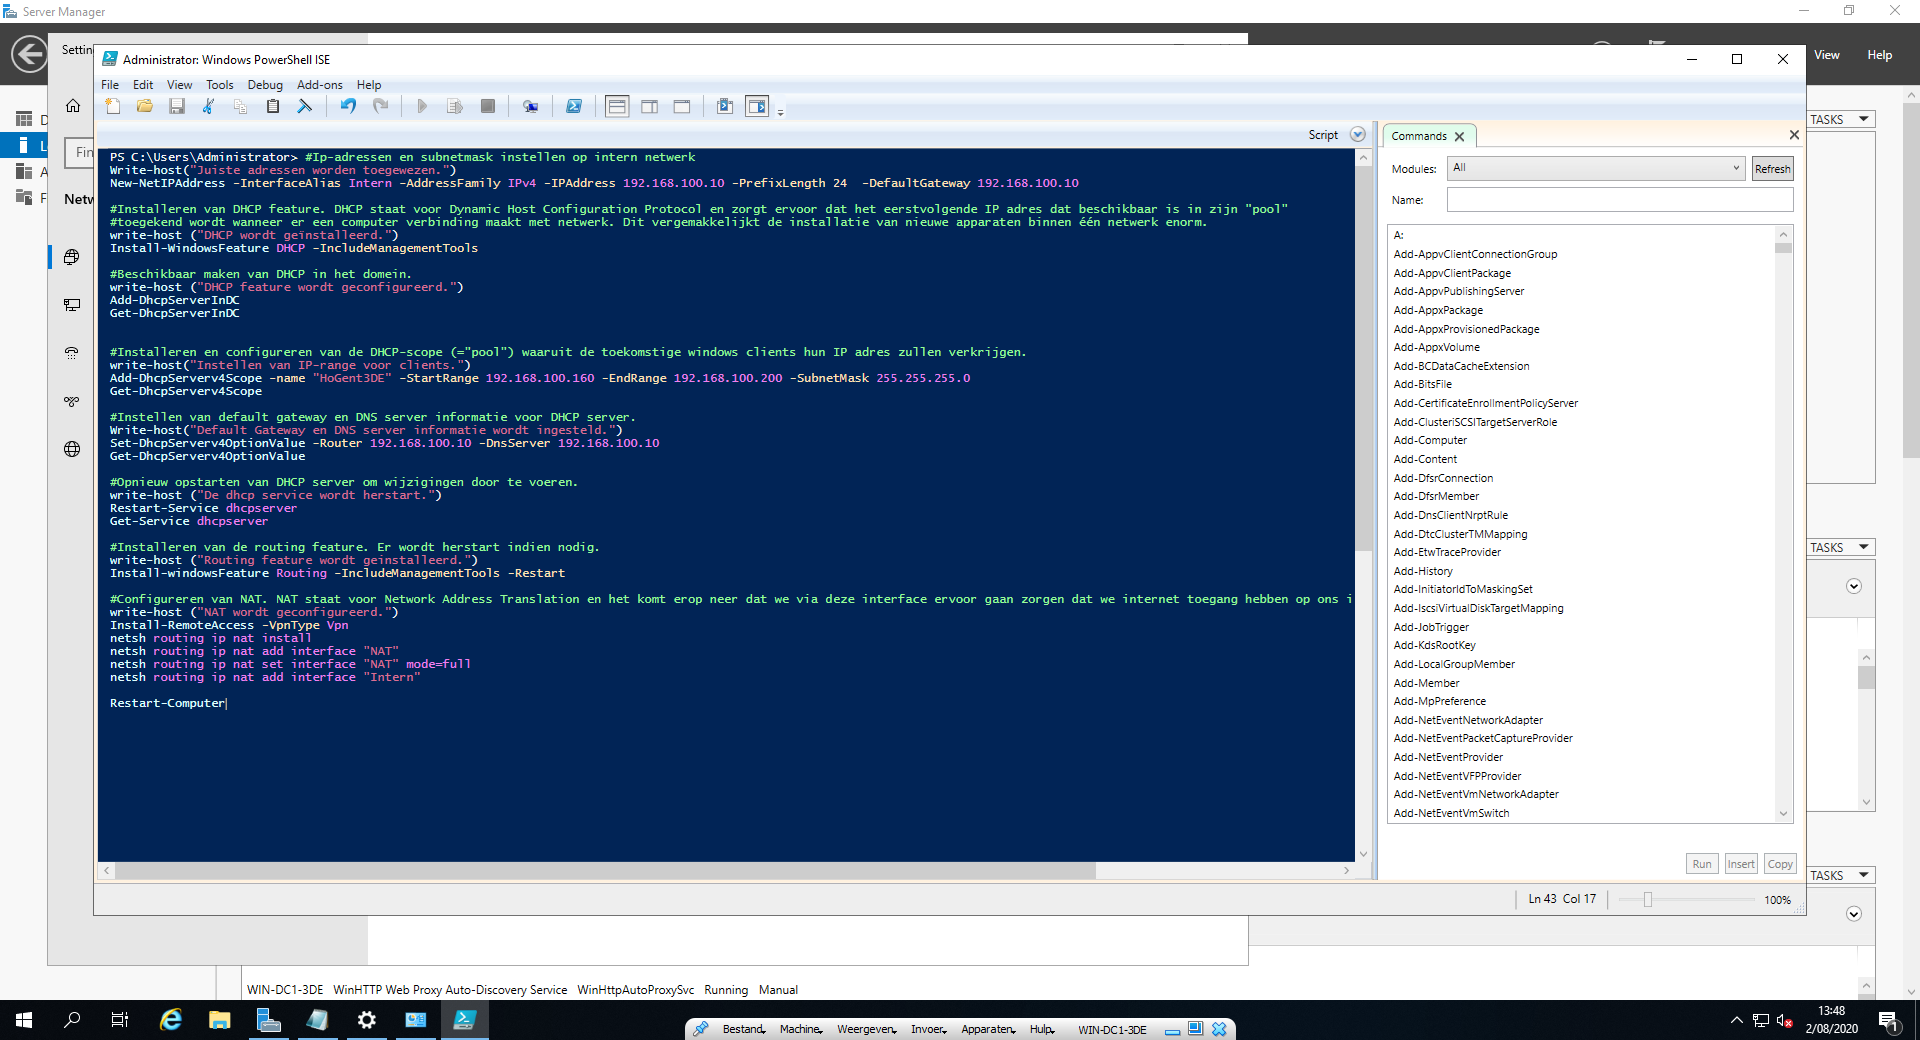 Server Manager
Settin
View
Help
Administrator: Windows PowerShell ISE
File Edit View Tools Debug Add-ons Help
Script
Fin
Netw
D
L
A
F
PS C:\Users\Administrator> #Ip-adressen en subnetmask instellen op intern netwerk
Write-host("Juiste adressen worden toegewezen.")
New-NetIPAddress -InterfaceAlias Intern -AddressFamily IPv4 -IPAddress 192.168.100.10 -PrefixLength 24  -DefaultGateway 192.168.100.10
#Installeren van DHCP feature. DHCP staat voor Dynamic Host Configuration Protocol en zorgt ervoor dat het eerstvolgende IP adres dat beschikbaar is in zijn "pool"
#toegekend wordt wanneer er een computer verbinding maakt met netwerk. Dit vergemakkelijkt de installatie van nieuwe apparaten binnen één netwerk enorm.
write-host ("DHCP wordt geïnstalleerd.")
Install-WindowsFeature DHCP -IncludeManagementTools
#Beschikbaar maken van DHCP in het domein.
write-host ("DHCP feature wordt geconfigureerd.")
Add-DhcpServerInDC
Get-DhcpServerInDC
#Installeren en configureren van de DHCP-scope (="pool") waaruit de toekomstige windows clients hun IP adres zullen verkrijgen.
write-host("Instellen van IP-range voor clients.")
Add-DhcpServerv4Scope -name "HoGent3DE" -StartRange 192.168.100.160 -EndRange 192.168.100.200 -SubnetMask 255.255.255.0
Get-DhcpServerv4Scope
#Instellen van default gateway en DNS server informatie voor DHCP server.
Write-host("Default Gateway en DNS server informatie wordt ingesteld.")
Set-DhcpServerv4OptionValue -Router 192.168.100.10 -DnsServer 192.168.100.10
Get-DhcpServerv4OptionValue
#Opnieuw opstarten van DHCP server om wijzigingen door te voeren.
write-host ("De dhcp service wordt herstart.")
Restart-Service dhcpserver
Get-Service dhcpserver
#Installeren van de routing feature. Er wordt herstart indien nodig.
write-host ("Routing feature wordt geinstalleerd.")
Install-windowsFeature Routing -IncludeManagementTools -Restart
#Configureren van NAT. NAT staat voor Network Address Translation en het komt erop neer dat we via deze interface ervoor gaan zorgen dat we internet toegang hebben op ons i
write-host ("NAT wordt geconfigureerd.")
Install-RemoteAccess -VpnType Vpn
netsh routing ip nat install
netsh routing ip nat add interface "NAT"
netsh routing ip nat set interface "NAT" mode=full
netsh routing ip nat add interface "Intern"
Restart-Computer
Commands
Modules: All Refresh
Name:
A:
Add-AppvClientConnectionGroup
Add-AppvClientPackage
Add-AppvPublishingServer
Add-AppxPackage
Add-AppxProvisionedPackage
Add-AppxVolume
Add-BCDataCacheExtension
Add-BitsFile
Add-CertificateEnrollmentPolicyServer
Add-ClusteriSCSITargetServerRole
Add-Computer
Add-Content
Add-DfsrConnection
Add-DfsrMember
Add-DnsClientNrptRule
Add-DtcClusterTMMapping
Add-EtwTraceProvider
Add-History
Add-InitiatorIdToMaskingSet
Add-IscsiVirtualDiskTargetMapping
Add-JobTrigger
Add-KdsRootKey
Add-LocalGroupMember
Add-Member
Add-MpPreference
Add-NetEventNetworkAdapter
Add-NetEventPacketCaptureProvider
Add-NetEventProvider
Add-NetEventVFPProvider
Add-NetEventVmNetworkAdapter
Add-NetEventVmSwitch
Run Insert Copy
TASKS
TASKS
TASKS
Ln 43 Col 17 100%
WIN-DC1-3DE WinHTTP Web Proxy Auto-Discovery Service WinHttpAutoProxySvc Running Manual
Bestand Machine Weergeven Invoer Apparaten Hulp WIN-DC1-3DE
13:48
2/08/2020
1